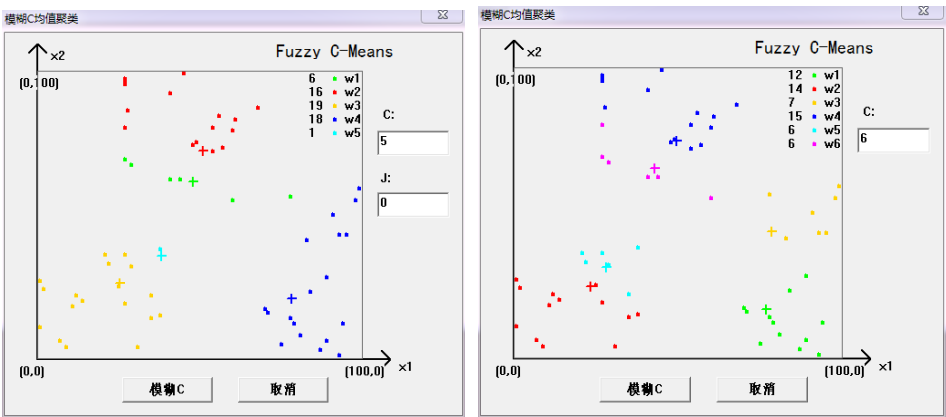 模糊C均值聚类
Fuzzy C-Means
x2
(0,100)
6 w1
16 w2
19 w3
18 w4
1 w5
C:
5
J:
0
(0,0)
(100,0)
x1
模糊C
取消
模糊C均值聚类
Fuzzy C-Means
x2
(0,100)
12 w1
14 w2
7 w3
15 w4
6 w5
6 w6
C:
6
(0,0)
(100,0)
x1
模糊C
取消